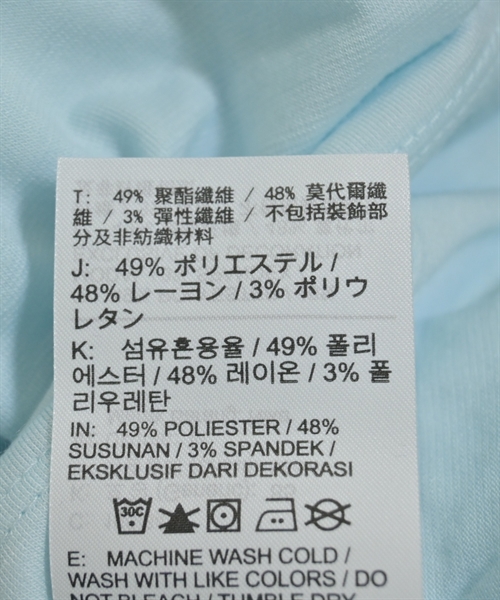 T: 49% 聚酯纖維 / 48% 莫代爾纖
維 / 3% 彈性纖維 / 不包括裝飾部
分及非紡織材料
J: 49% ポリエステル /
48% レーヨン / 3% ポリウ
レタン
K: 섬유혼용율 / 49% 폴리
에스터 / 48% 레이온 / 3% 폴
리우레탄
IN: 49% POLIESTER / 48%
SUSUNAN / 3% SPANDEK /
EKSKLUSIF DARI DEKORASI
30C
E: MACHINE WASH COLD /
WASH WITH LIKE COLORS / DO
NOT BLEACH / TUMBLE DRY